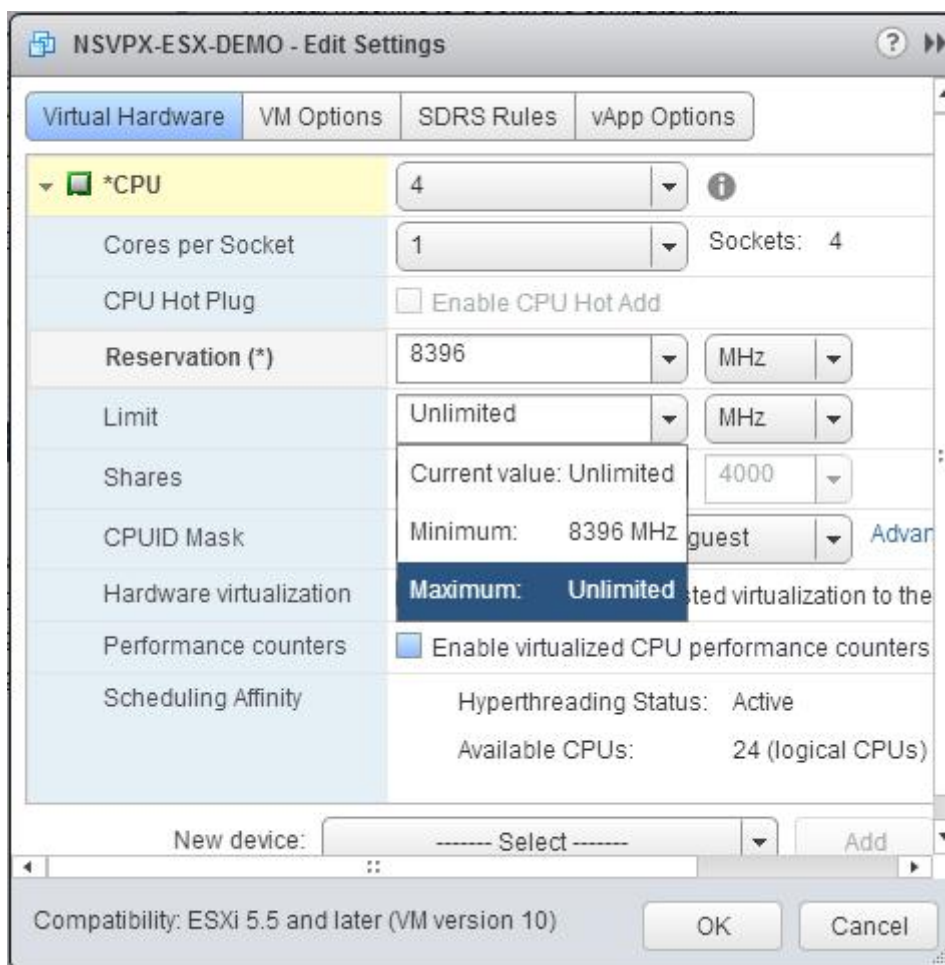 NSVPX-ESX-DEMO - Edit Settings
Virtual Hardware VM Options SDRS Rules vApp Options
*CPU 4
Cores per Socket 1 Sockets: 4
CPU Hot Plug Enable CPU Hot Add
Reservation (*) 8396 MHz
Limit Unlimited MHz
Current value: Unlimited
Shares 4000
Minimum: 8396 MHz
CPUID Mask guest Advan
Maximum: Unlimited
Hardware virtualization sted virtualization to the
Performance counters Enable virtualized CPU performance counters
Scheduling Affinity Hyperthreading Status: Active
Available CPUs: 24 (logical CPUs)
New device: ------- Select ------- Add
Compatibility: ESXi 5.5 and later (VM version 10) OK Cancel